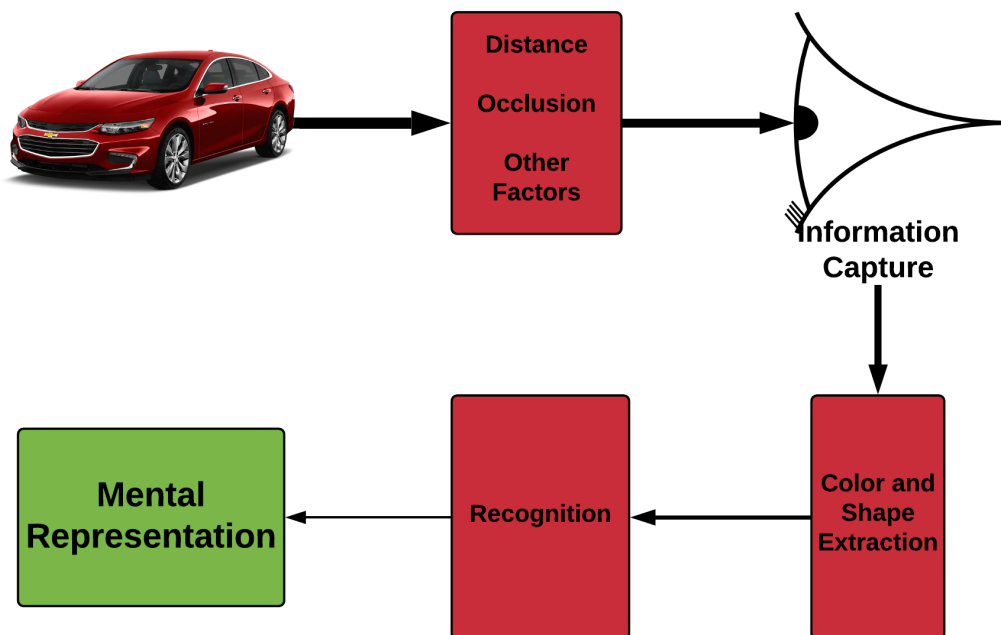 Distance
Occlusion
Other
Factors
Information
Capture
Color and
Shape
Extraction
Recognition
Mental
Representation